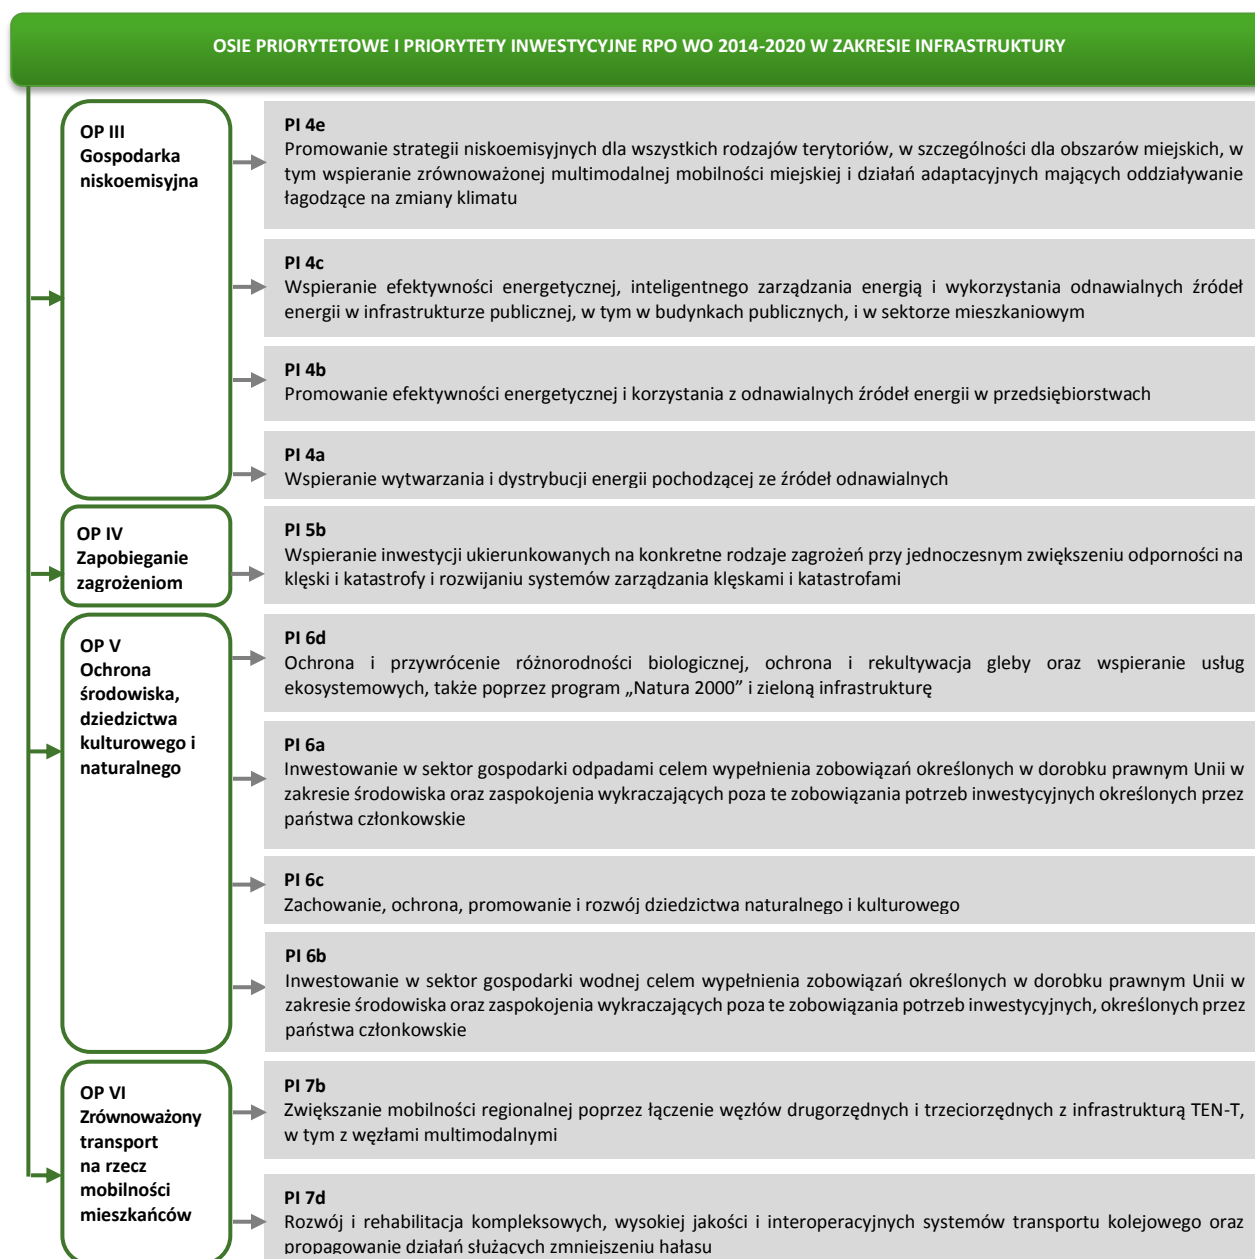 OSIE PRIORYTETOWE I PRIORYTETY INWESTYCYJNE RPO WO 2014-2020 W ZAKRESIE INFRASTRUKTURY
OP III
Gospodarka
niskoemisyjna
PI 4e
Promowanie strategii niskoemisyjnych dla wszystkich rodzajów terytoriów, w szczególności dla obszarów miejskich, w
tym wspieranie zrównoważonej multimodalnej mobilności miejskiej i działań adaptacyjnych mających oddziaływanie
łagodzące na zmiany klimatu
PI 4c
Wspieranie efektywności energetycznej, inteligentnego zarządzania energią i wykorzystania odnawialnych źródeł
energii w infrastrukturze publicznej, w tym w budynkach publicznych, i w sektorze mieszkaniowym
PI 4b
Promowanie efektywności energetycznej i korzystania z odnawialnych źródeł energii w przedsiębiorstwach
PI 4a
Wspieranie wytwarzania i dystrybucji energii pochodzącej ze źródeł odnawialnych
OP IV
Zapobieganie
zagrożeniom
PI 5b
Wspieranie inwestycji ukierunkowanych na konkretne rodzaje zagrożeń przy jednoczesnym zwiększeniu odporności na
klęski i katastrofy i rozwijaniu systemów zarządzania klęskami i katastrofami
OP V
Ochrona
środowiska,
dziedzictwa
kulturowego i
naturalnego
PI 6d
Ochrona i przywrócenie różnorodności biologicznej, ochrona i rekultywacja gleby oraz wspieranie usług
ekosystemowych, także poprzez program „Natura 2000” i zieloną infrastrukturę
PI 6a
Inwestowanie w sektor gospodarki odpadami celem wypełnienia zobowiązań określonych w dorobku prawnym Unii w
zakresie środowiska oraz zaspokojenia wykraczających poza te zobowiązania potrzeb inwestycyjnych określonych przez
państwa członkowskie
PI 6c
Zachowanie, ochrona, promowanie i rozwój dziedzictwa naturalnego i kulturowego
PI 6b
Inwestowanie w sektor gospodarki wodnej celem wypełnienia zobowiązań określonych w dorobku prawnym Unii w
zakresie środowiska oraz zaspokojenia wykraczających poza te zobowiązania potrzeb inwestycyjnych, określonych przez
państwa członkowskie
OP VI
Zrównoważony
transport
na rzecz
mobilności
mieszkańców
PI 7b
Zwiększanie mobilności regionalnej poprzez łączenie węzłów drugorzędnych i trzeciorzędnych z infrastrukturą TEN-T,
w tym z węzłami multimodalnymi
PI 7d
Rozwój i rehabilitacja kompleksowych, wysokiej jakości i interoperacyjnych systemów transportu kolejowego oraz
propagowanie działań służących zmniejszeniu hałasu